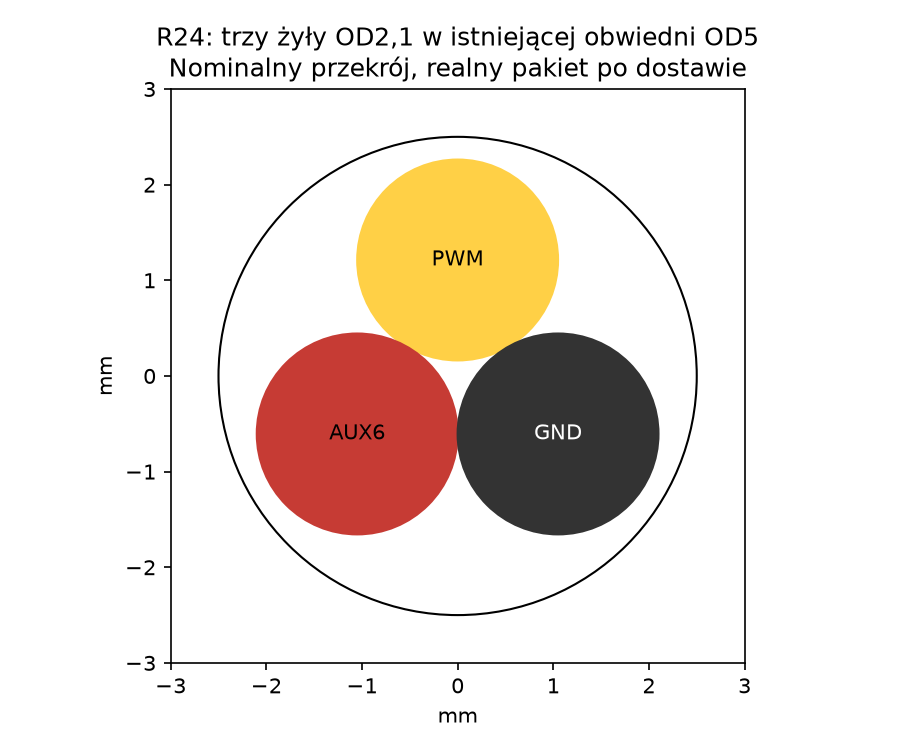 R24: trzy żyły OD2,1 w istniejącej obwiedni OD5
Nominalny przekrój, realny pakiet po dostawie
3
2
1
0
−1
−2
−3
mm
PWM
AUX6
GND
−3
−2
−1
0
1
2
3
mm